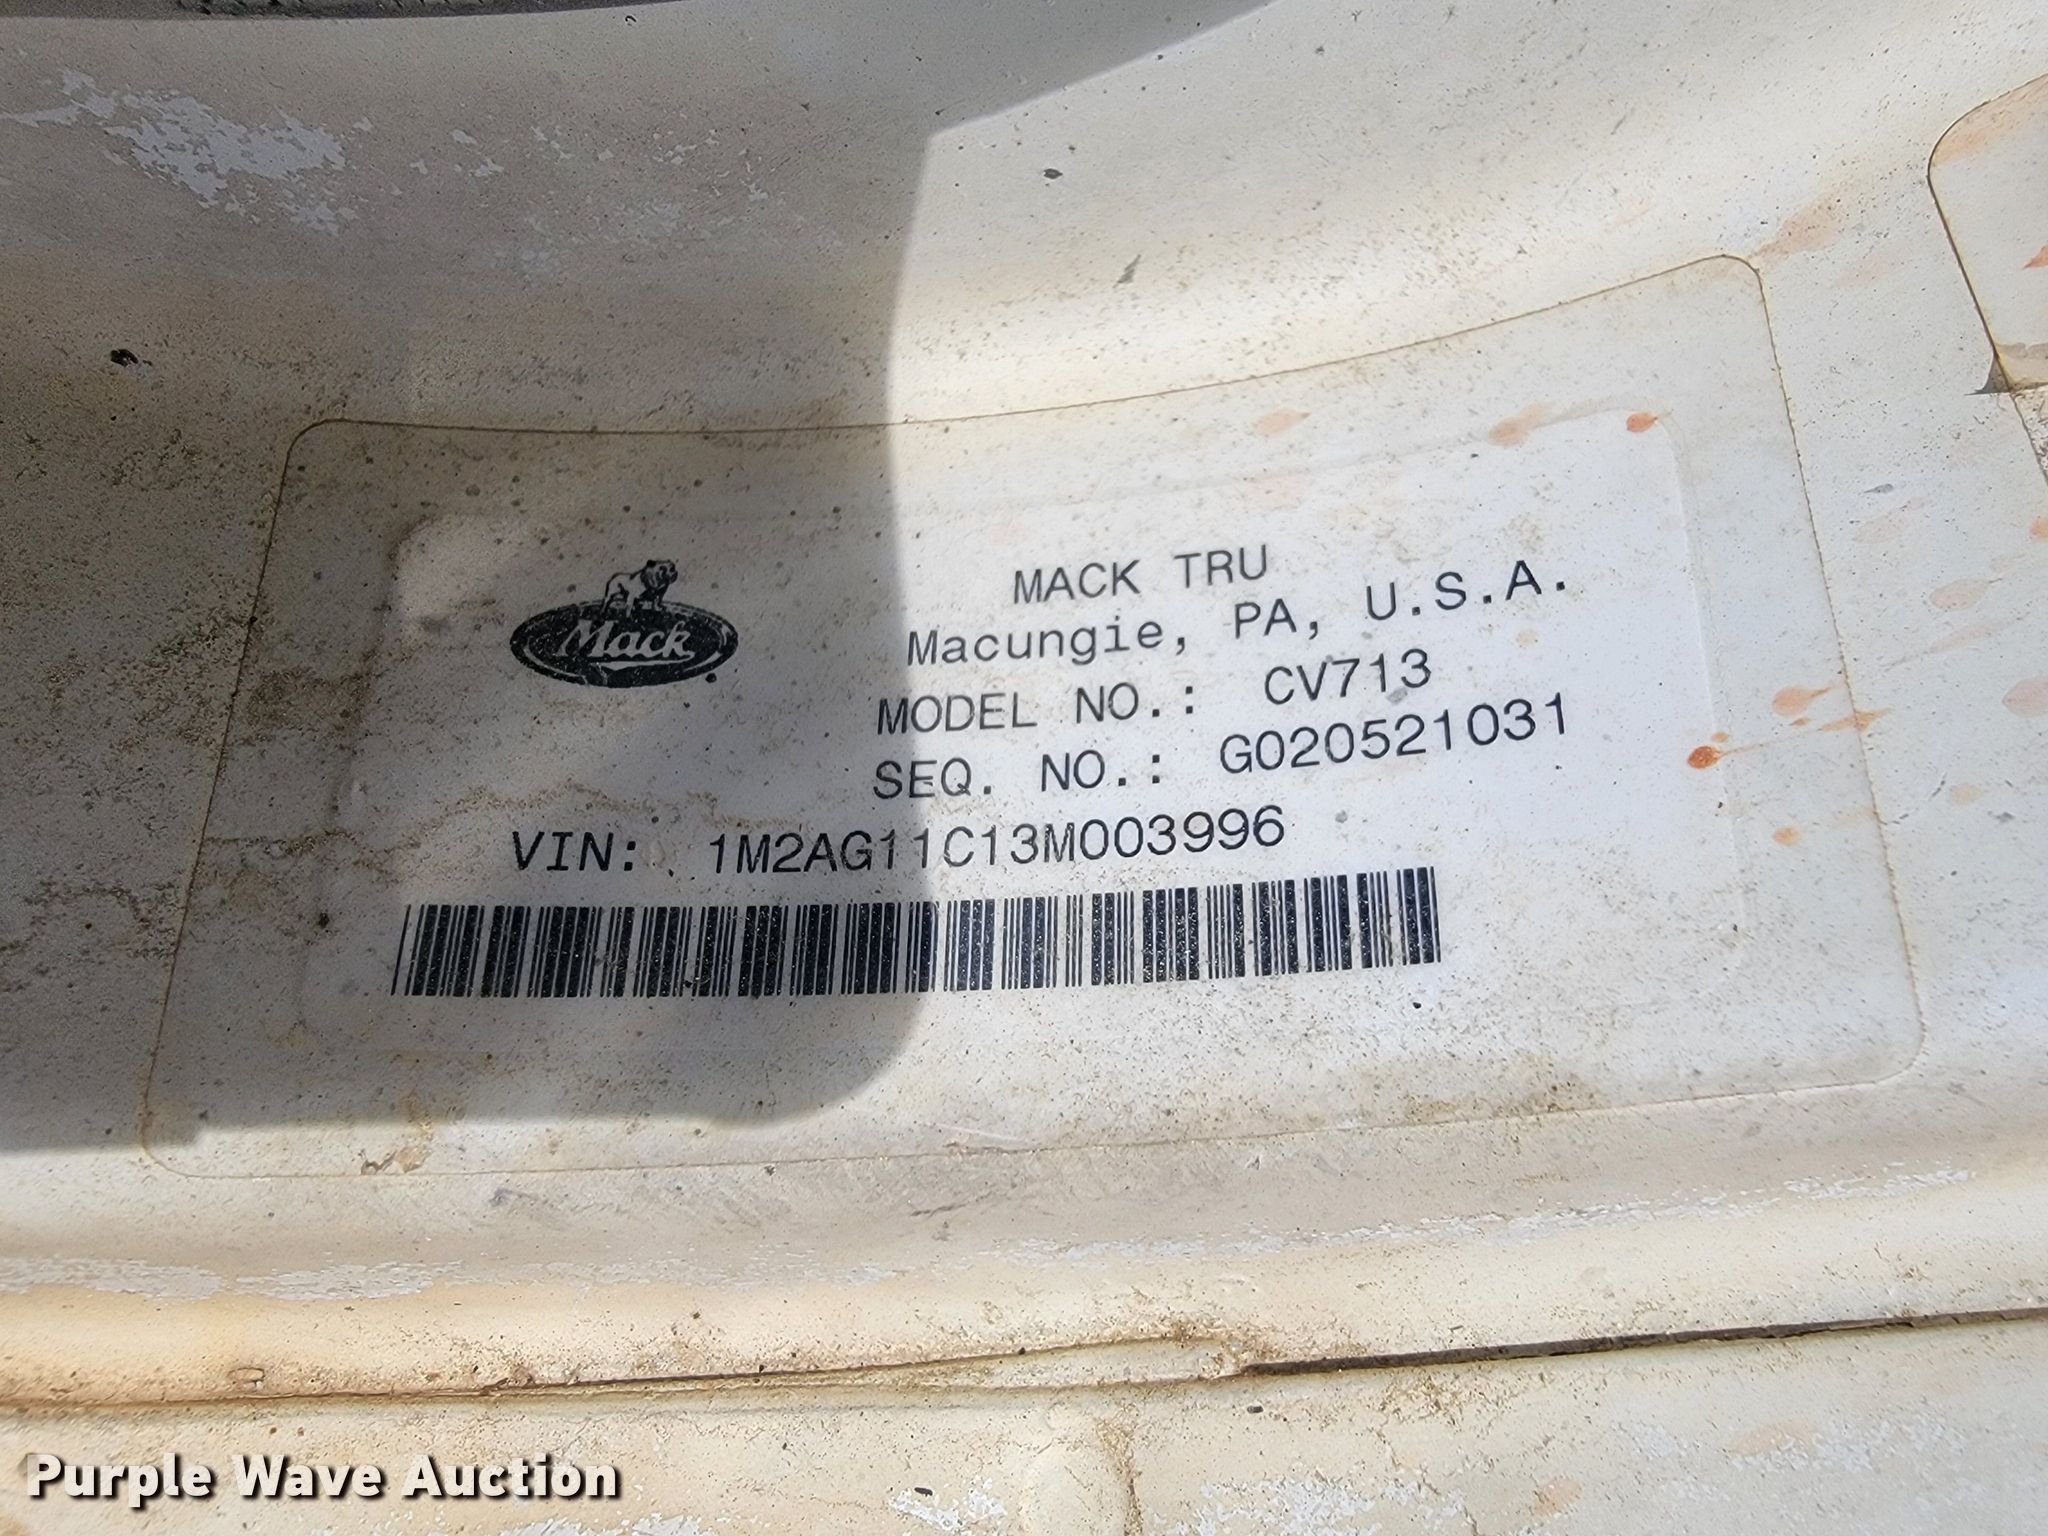 Mack
MACK TRU
Macungie, PA, U.S.A.
MODEL NO.: CV713
SEQ. NO.: G020521031
VIN: 1M2AG11C13M003996
Purple Wave Auction